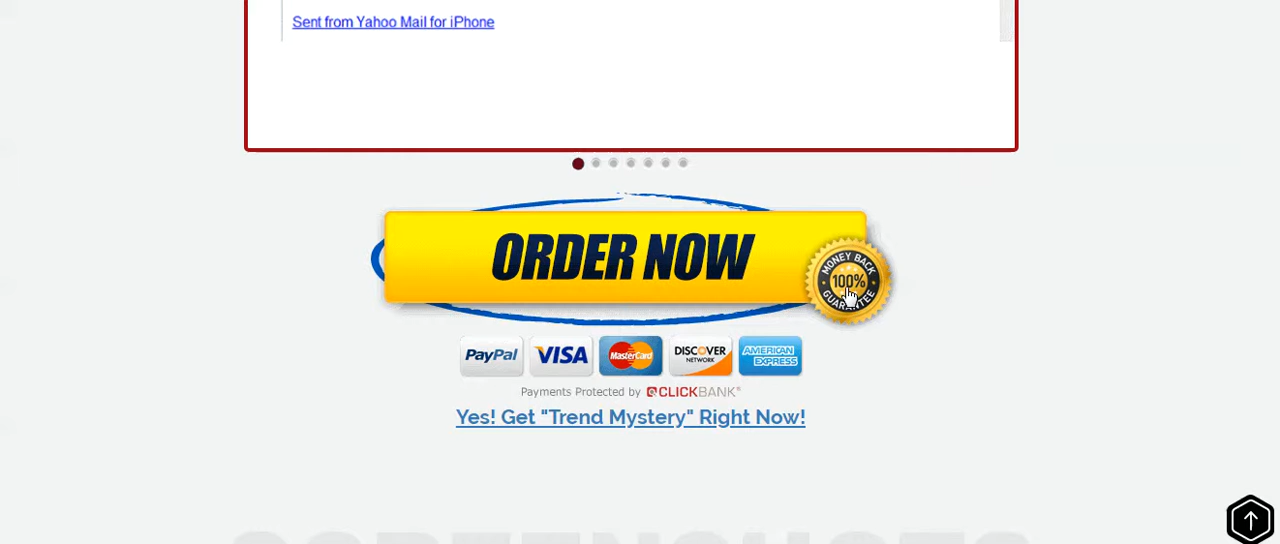 Sent from Yahoo Mail for iPhone
ORDER NOW
MONEY BACK
100%
GUARANTEE
PayPal VISA MasterCard DISCOVER NETWORK AMERICAN EXPRESS
Payments Protected by CLICKBANK®
Yes! Get "Trend Mystery" Right Now!